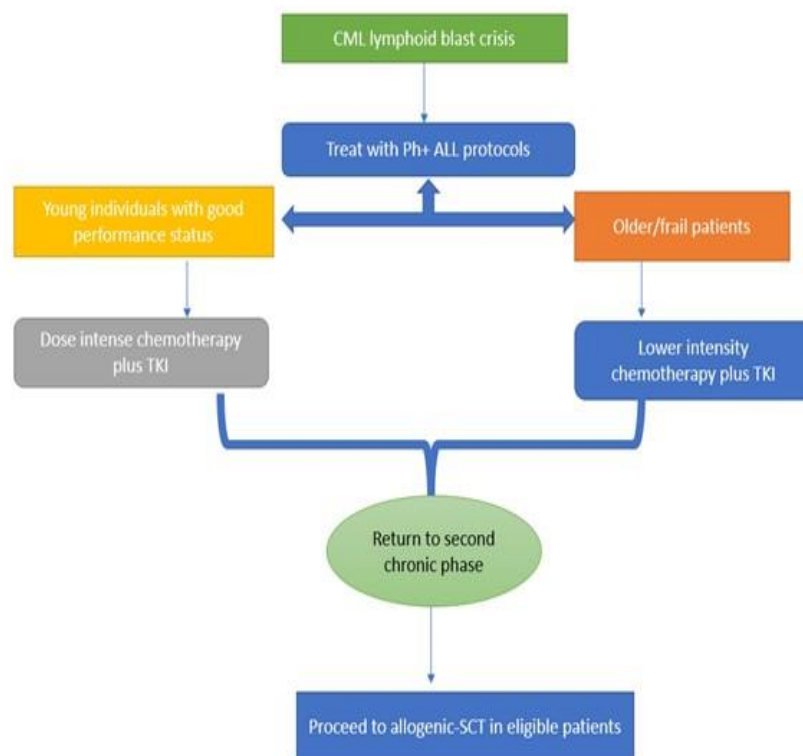 CML lymphoid blast crisis
Treat with Ph+ ALL protocols
Young individuals with good
performance status
Older/frail patients
Dose intense chemotherapy
plus TKI
Lower intensity
chemotherapy plus TKI
Return to second
chronic phase
Proceed to allogenic-SCT in eligible patients